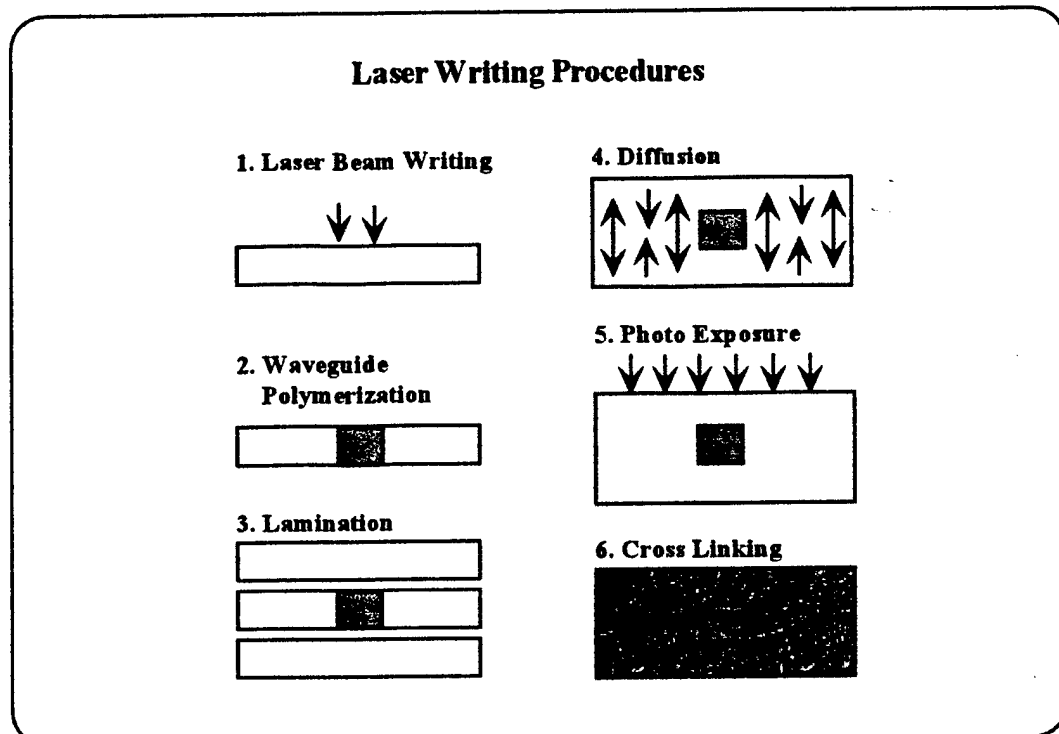 Laser Writing Procedures
1. Laser Beam Writing
2. Waveguide
Polymerization
3. Lamination
4. Diffusion
5. Photo Exposure
6. Cross Linking